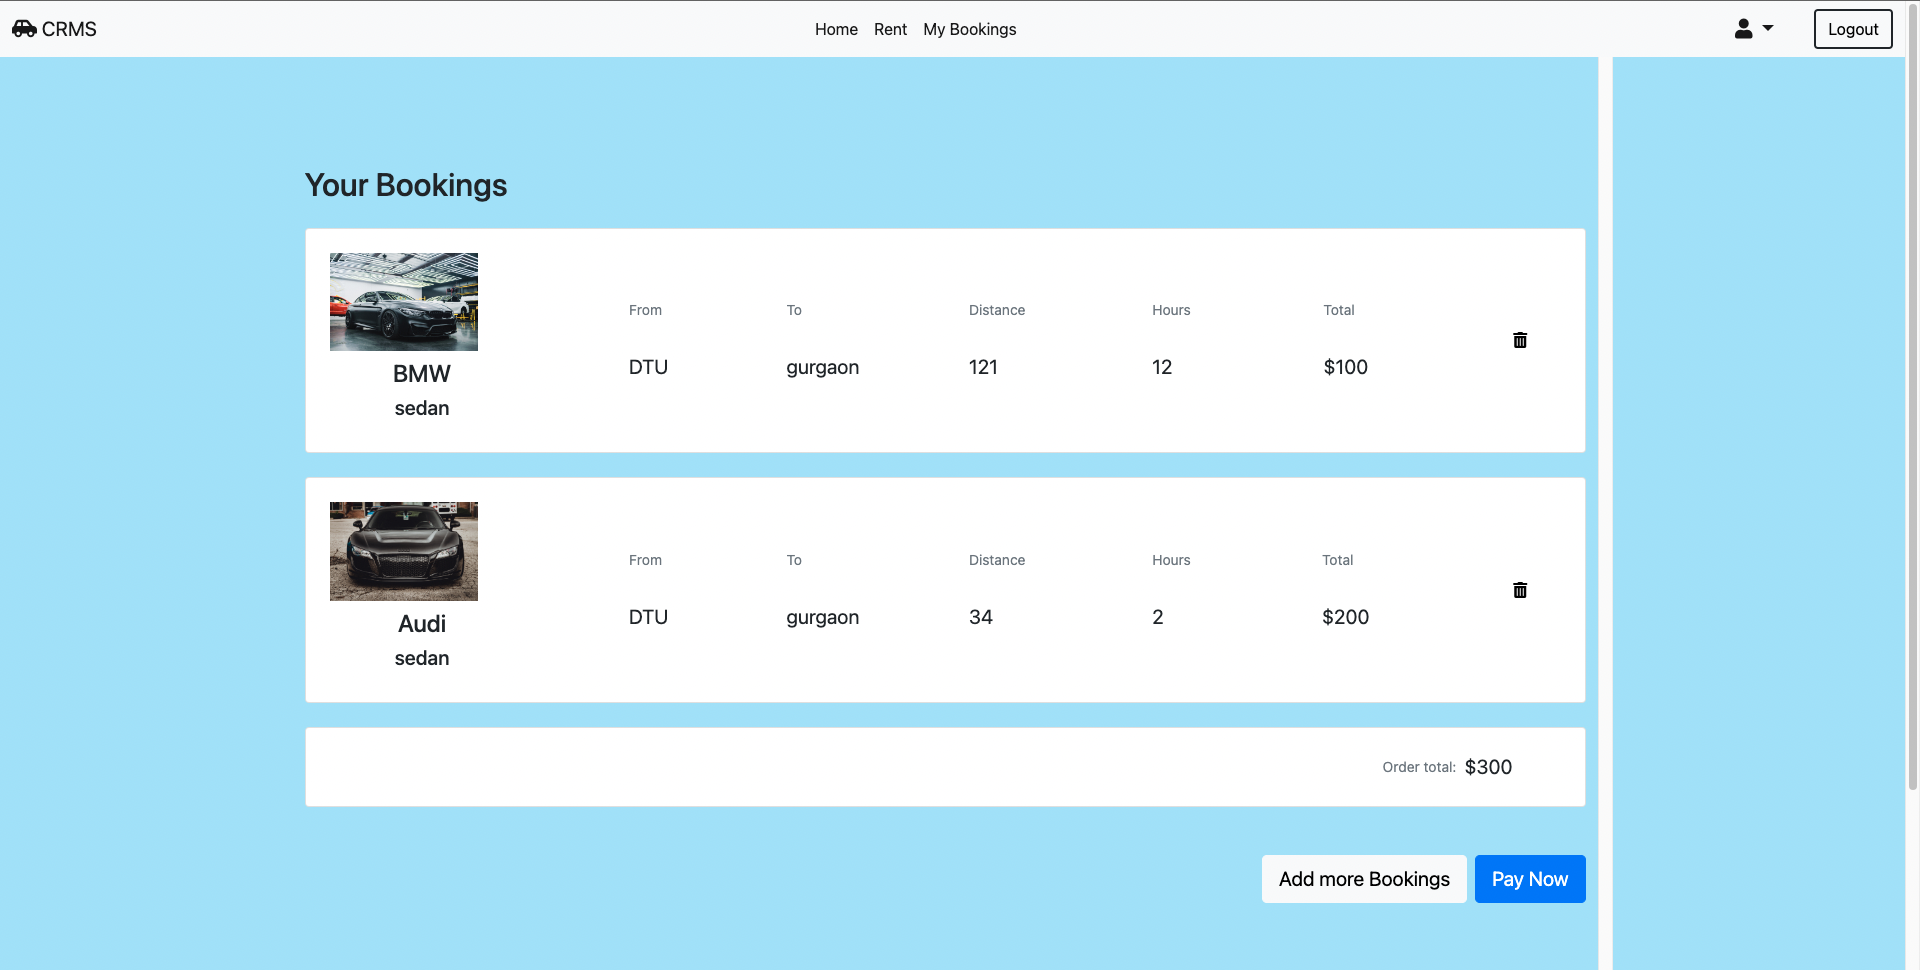 CRMS Home Rent My Bookings Logout
Your Bookings
From To Distance Hours Total
DTU gurgaon 121 12 $100
BMW
sedan
From To Distance Hours Total
DTU gurgaon 34 2 $200
Audi
sedan
Order total: $300
Add more Bookings Pay Now